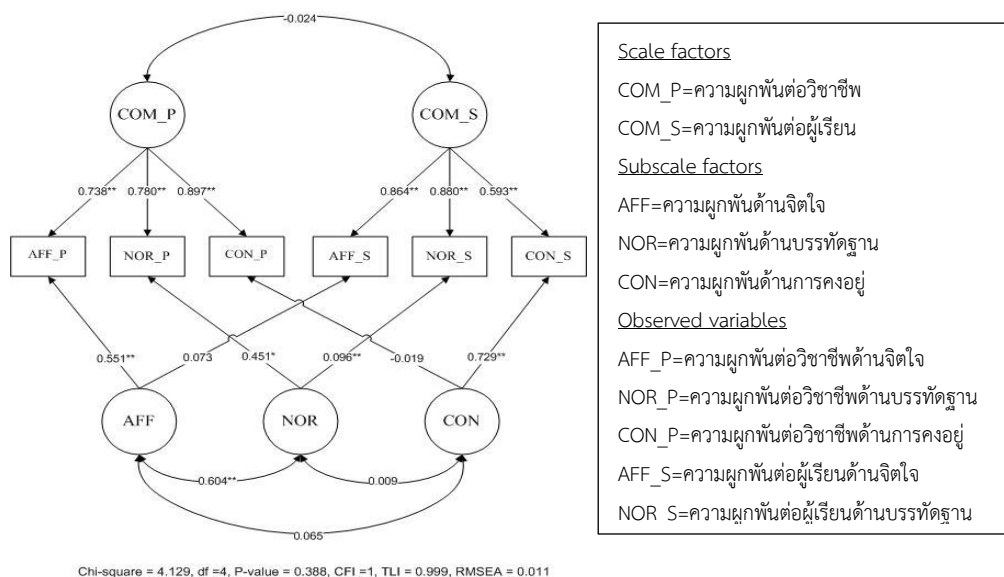 -0.024
COM_P
COM_S
0.738**
0.780**
0.897**
0.864**
0.880**
0.593**
AFF_P
NOR_P
CON_P
AFF_S
NOR_S
CON_S
0.551**
0.073
0.451*
0.096**
-0.019
0.729**
AFF
NOR
CON
0.604**
0.009
0.065
Chi-square = 4.129, df =4, P-value = 0.388, CFI =1, TLI = 0.999, RMSEA = 0.011
Scale factors
COM_P=ความผูกพันต่อวิชาชีพ
COM_S=ความผูกพันต่อผู้เรียน
Subscale factors
AFF=ความผูกพันด้านจิตใจ
NOR=ความผูกพันด้านบรรทัดฐาน
CON=ความผูกพันด้านการคงอยู่
Observed variables
AFF_P=ความผูกพันต่อวิชาชีพด้านจิตใจ
NOR_P=ความผูกพันต่อวิชาชีพด้านบรรทัดฐาน
CON_P=ความผูกพันต่อวิชาชีพด้านการคงอยู่
AFF_S=ความผูกพันต่อผู้เรียนด้านจิตใจ
NOR_S=ความผูกพันต่อผู้เรียนด้านบรรทัดฐาน